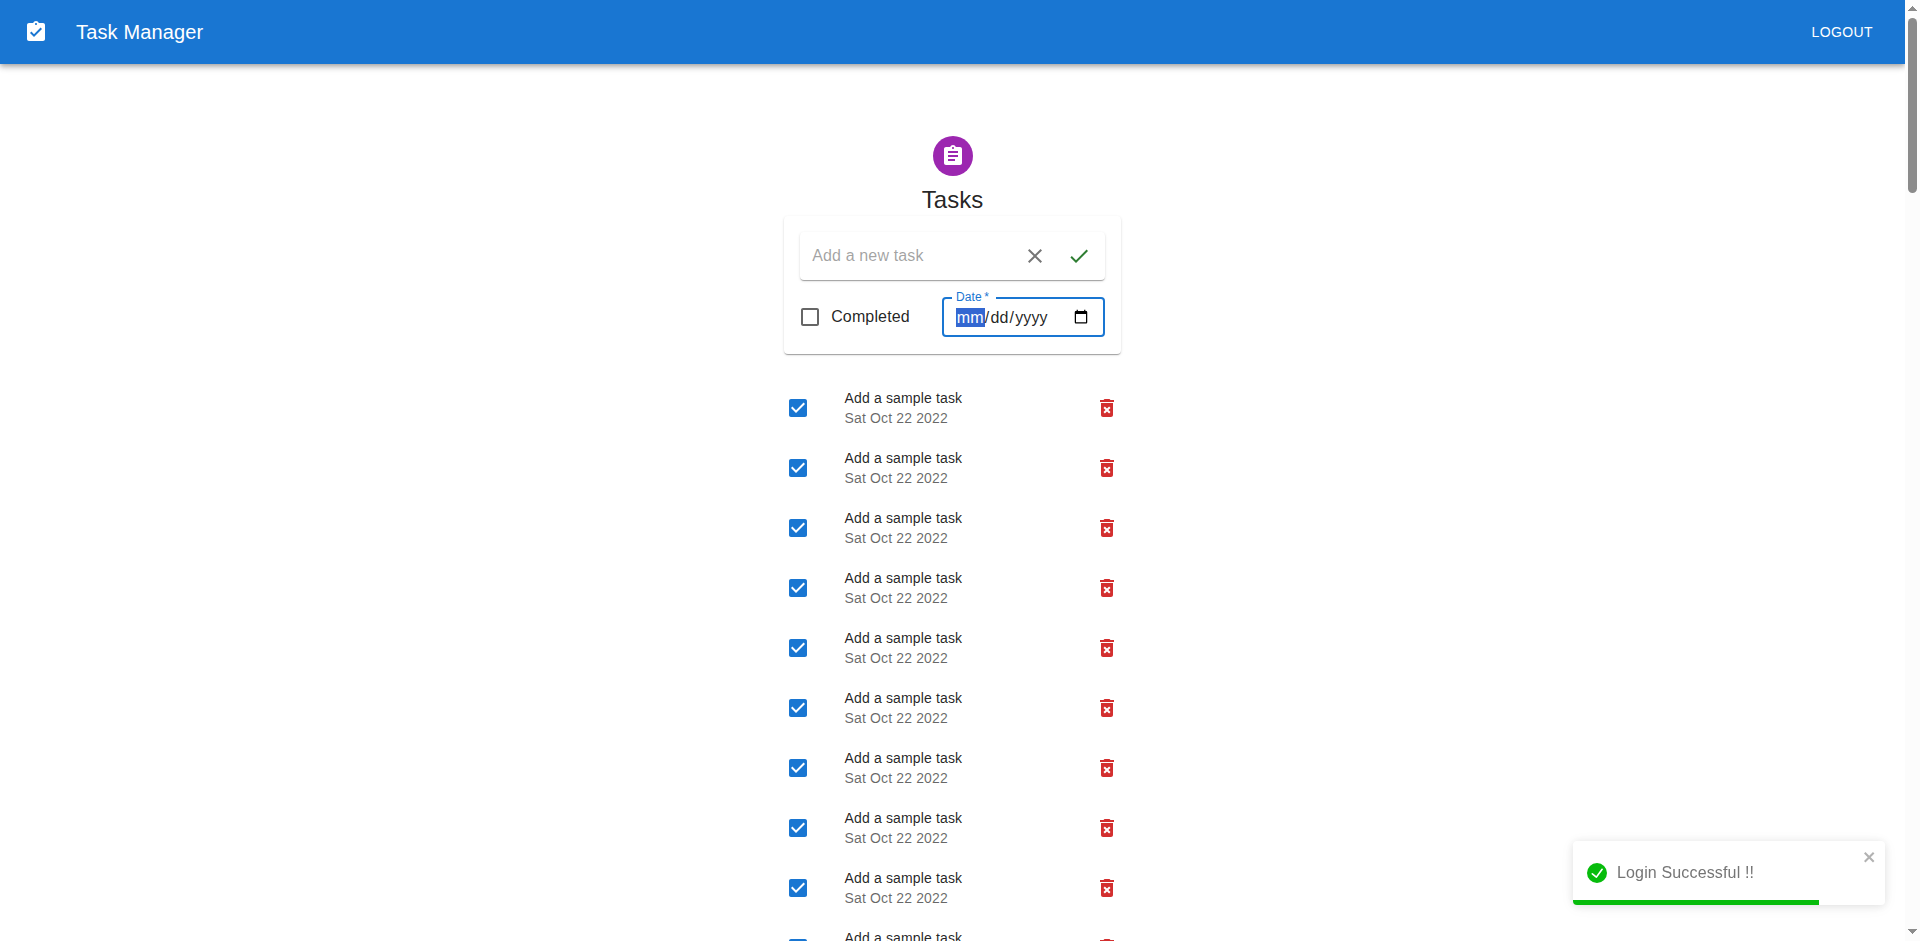 Task Manager
LOGOUT
Tasks
Add a new task
Completed
Date *
mm/dd/yyyy
Add a sample task
Sat Oct 22 2022
Add a sample task
Sat Oct 22 2022
Add a sample task
Sat Oct 22 2022
Add a sample task
Sat Oct 22 2022
Add a sample task
Sat Oct 22 2022
Add a sample task
Sat Oct 22 2022
Add a sample task
Sat Oct 22 2022
Add a sample task
Sat Oct 22 2022
Add a sample task
Sat Oct 22 2022
Add a sample task
Login Successful !!